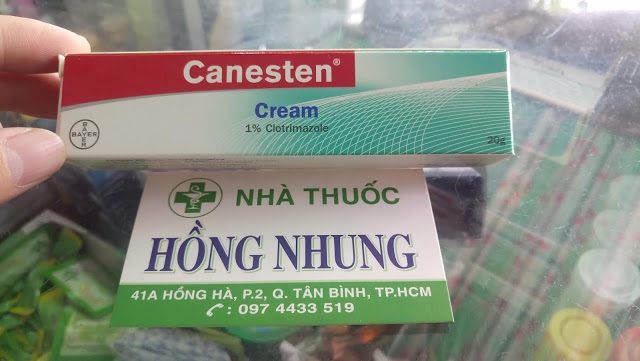 Canesten®
Cream
1% Clotrimazole
BAYER
BAYER
20g
NHÀ THUỐC
HỒNG NHUNG
41A HỒNG HÀ, P.2, Q. TÂN BÌNH, TP.HCM
: 097 4433 519